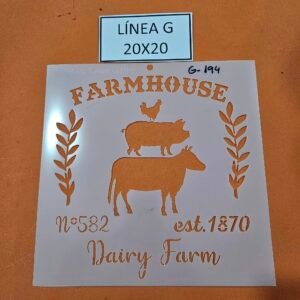 LÍNEA G
20X20
G-194
FARMHOUSE
Nº582 est.1870
Dairy Farm